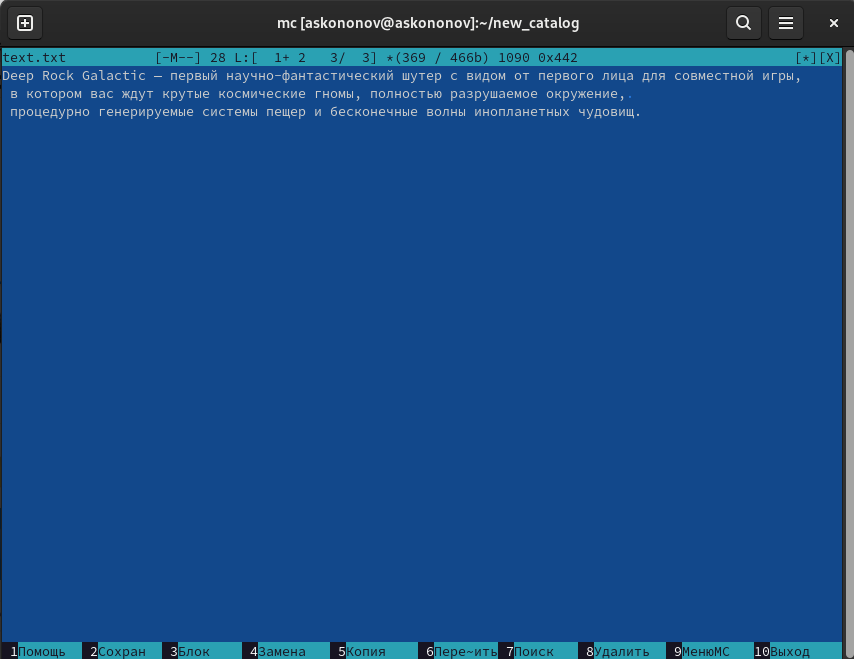 mc [askononov@askononov]:~/new_catalog
text.txt [-M--] 28 L:[ 1+ 2 3/ 3] *(369 / 466b) 1090 0x442 [*][X]
Deep Rock Galactic — первый научно-фантастический шутер с видом от первого лица для совместной игры,
в котором вас ждут крутые космические гномы, полностью разрушаемое окружение,.
процедурно генерируемые системы пещер и бесконечные волны инопланетных чудовищ.
1Помощь 2Сохран 3Блок 4Замена 5Копия 6Пере~ить 7Поиск 8Удалить 9МенюMC 10Выход